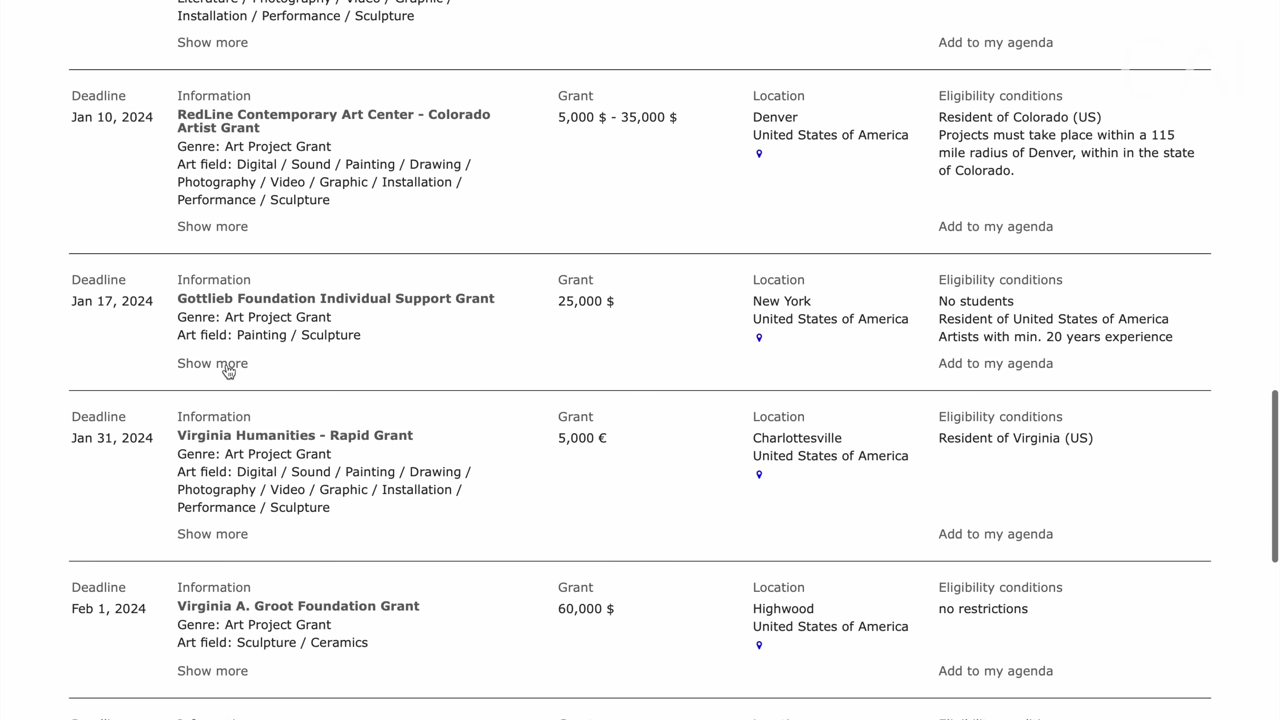 Literature / Photography / Video / Graphic /
Installation / Performance / Sculpture
Show more
Add to my agenda
Deadline
Information
Grant
Location
Eligibility conditions
Jan 10, 2024
RedLine Contemporary Art Center - Colorado
Artist Grant
Genre: Art Project Grant
Art field: Digital / Sound / Painting / Drawing /
Photography / Video / Graphic / Installation /
Performance / Sculpture
5,000 $ - 35,000 $
Denver
United States of America
Resident of Colorado (US)
Projects must take place within a 115
mile radius of Denver, within in the state
of Colorado.
Show more
Add to my agenda
Deadline
Information
Grant
Location
Eligibility conditions
Jan 17, 2024
Gottlieb Foundation Individual Support Grant
Genre: Art Project Grant
Art field: Painting / Sculpture
25,000 $
New York
United States of America
No students
Resident of United States of America
Artists with min. 20 years experience
Show more
Add to my agenda
Deadline
Information
Grant
Location
Eligibility conditions
Jan 31, 2024
Virginia Humanities - Rapid Grant
Genre: Art Project Grant
Art field: Digital / Sound / Painting / Drawing /
Photography / Video / Graphic / Installation /
Performance / Sculpture
5,000 €
Charlottesville
United States of America
Resident of Virginia (US)
Show more
Add to my agenda
Deadline
Information
Grant
Location
Eligibility conditions
Feb 1, 2024
Virginia A. Groot Foundation Grant
Genre: Art Project Grant
Art field: Sculpture / Ceramics
60,000 $
Highwood
United States of America
no restrictions
Show more
Add to my agenda